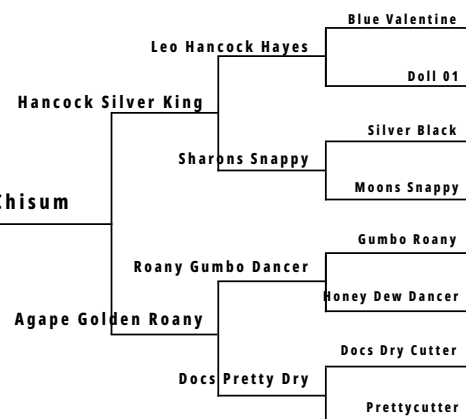 Blue Valentine
Leo Hancock Hayes
Doll 01
Hancock Silver King
Silver Black
Sharons Snappy
Moons Snappy
Chisum
Gumbo Roany
Roany Gumbo Dancer
Honey Dew Dancer
Agape Golden Roany
Docs Dry Cutter
Docs Pretty Dry
Prettycutter